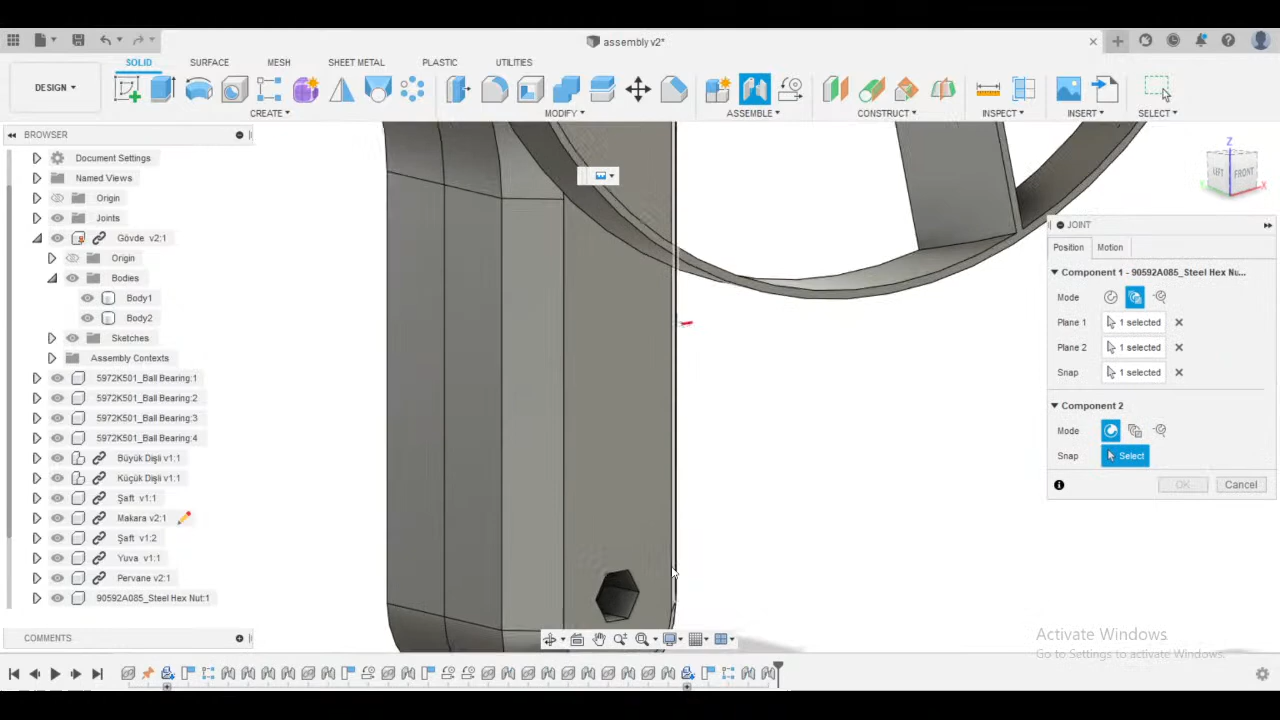 assembly v2*
SOLID SURFACE MESH SHEET METAL PLASTIC UTILITIES
DESIGN
CREATE MODIFY ASSEMBLE CONSTRUCT INSPECT INSERT SELECT
BROWSER
Document Settings
Named Views
Origin
Joints
Gövde v2:1
Origin
Bodies
Body1
Body2
Sketches
Assembly Contexts
5972K501_Ball Bearing:1
5972K501_Ball Bearing:2
5972K501_Ball Bearing:3
5972K501_Ball Bearing:4
Büyük Dişli v1:1
Küçük Dişli v1:1
Şaft v1:1
Makara v2:1
Şaft v1:2
Yuva v1:1
Pervane v2:1
90592A085_Steel Hex Nut:1
COMMENTS
Z
LEFT FRONT
X
JOINT
Position Motion
Component 1 - 90592A085_Steel Hex Nu...
Mode
Plane 1 1 selected
Plane 2 1 selected
Snap 1 selected
Component 2
Mode
Snap Select
OK Cancel
Activate Windows
Go to Settings to activate Windows.